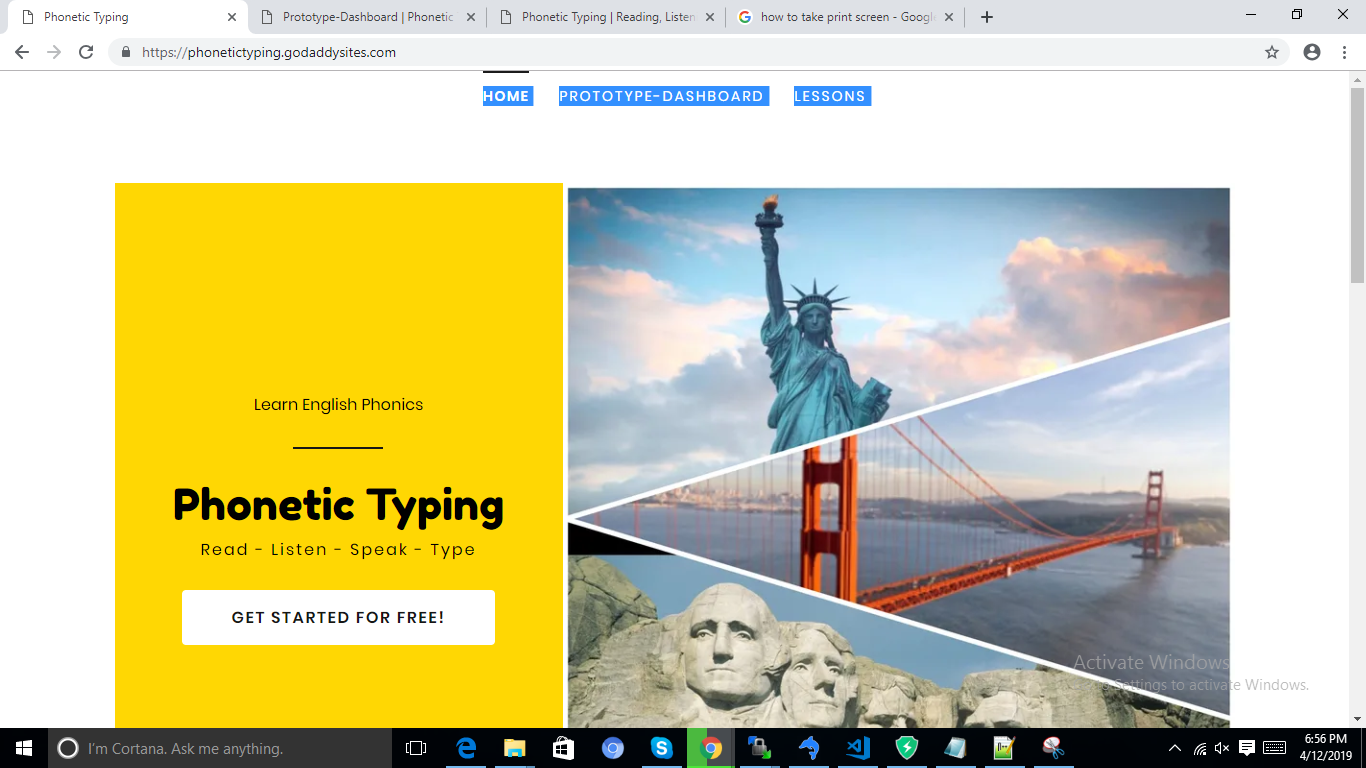 Phonetic Typing
Prototype-Dashboard | Phonetic
Phonetic Typing | Reading, Listen
how to take print screen - Google
https://phonetictyping.godaddysites.com
HOME PROTOTYPE-DASHBOARD LESSONS
Learn English Phonics
Phonetic Typing
Read - Listen - Speak - Type
GET STARTED FOR FREE!
Activate Windows
to Settings to activate Windows.
I'm Cortana. Ask me anything.
6:56 PM
4/12/2019